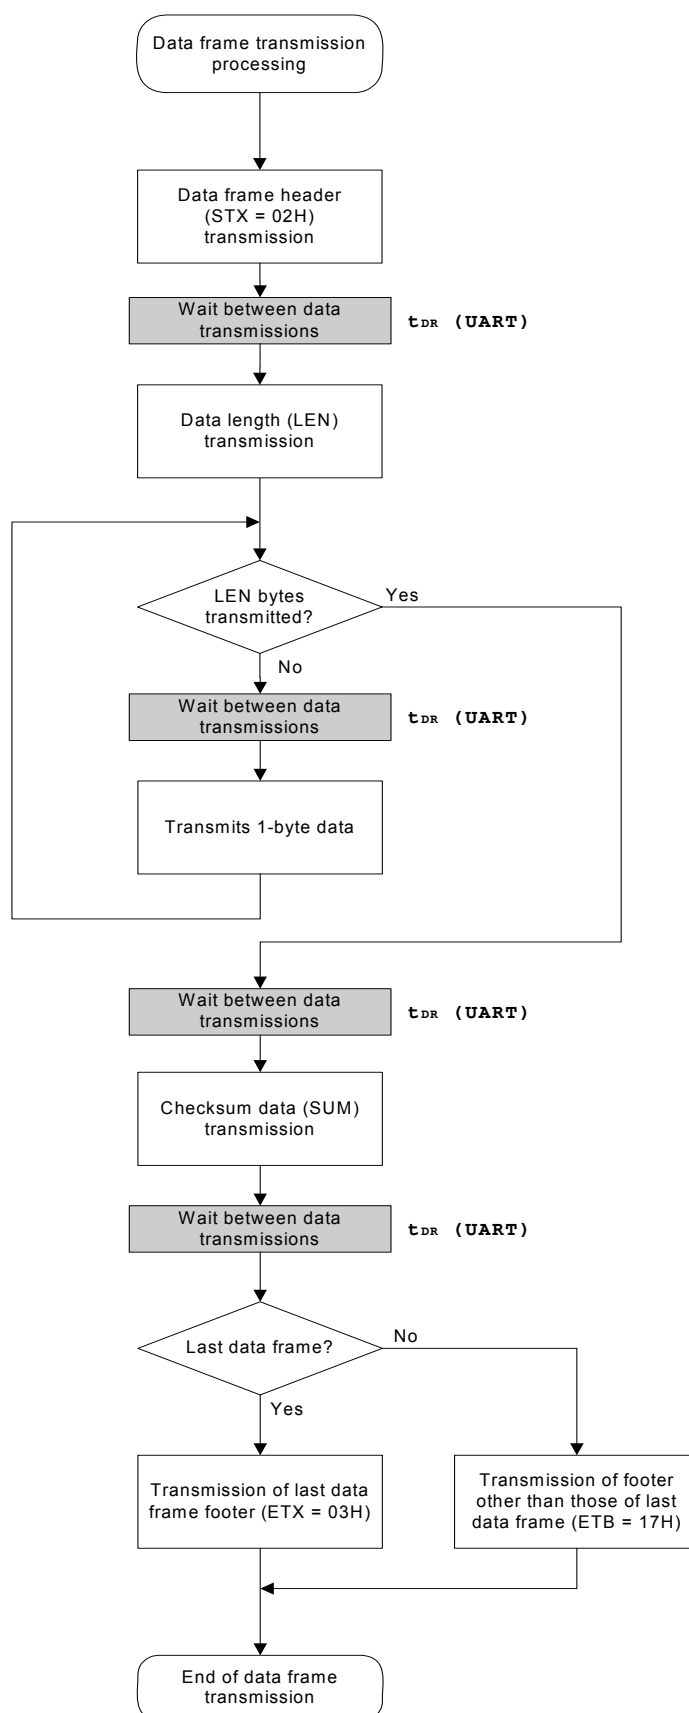 Data frame transmission
processing
Data frame header
(STX = 02H)
transmission
Wait between data
transmissions
tDR (UART)
Data length (LEN)
transmission
LEN bytes
transmitted?
Yes
No
Wait between data
transmissions
tDR (UART)
Transmits 1-byte data
Wait between data
transmissions
tDR (UART)
Checksum data (SUM)
transmission
Wait between data
transmissions
tDR (UART)
Last data frame?
No
Yes
Transmission of last data
frame footer (ETX = 03H)
Transmission of footer
other than those of last
data frame (ETB = 17H)
End of data frame
transmission